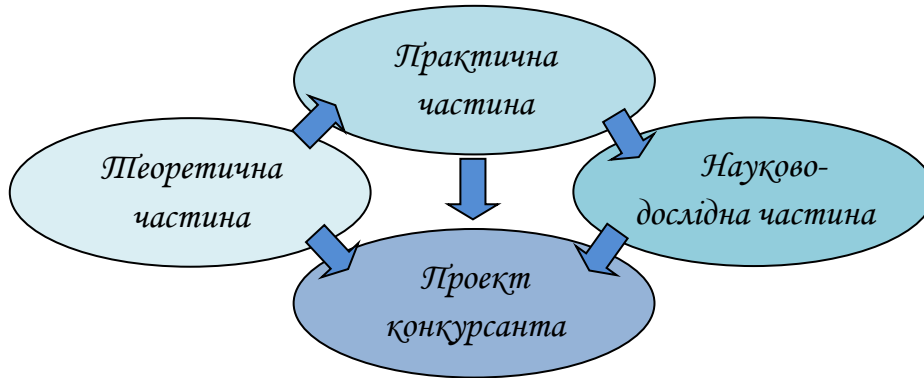 Практична
частина
Теоретична
частина
Науково-
дослідна частина
Проект
конкурсанта